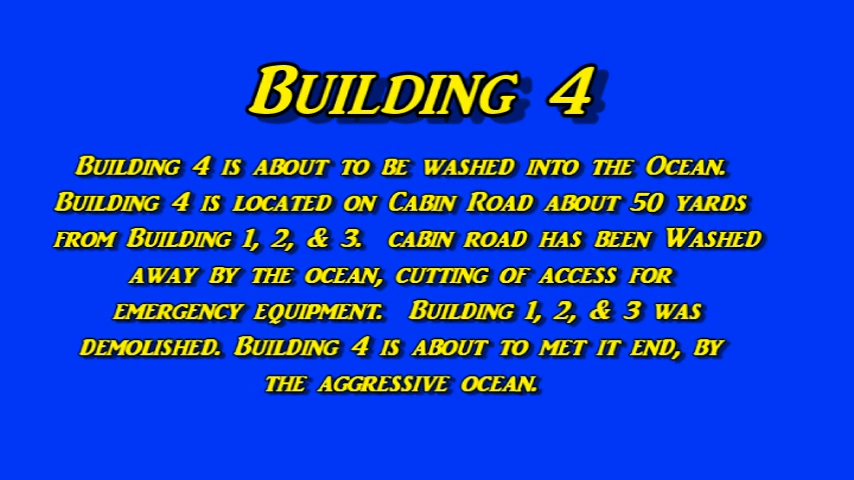 Building 4
Building 4 is about to be washed into the Ocean.
Building 4 is located on Cabin Road about 50 yards
from Building 1, 2, & 3. cabin road has been Washed
away by the ocean, cutting of access for
emergency equipment. Building 1, 2, & 3 was
demolished. Building 4 is about to met it end, by
the aggressive ocean.